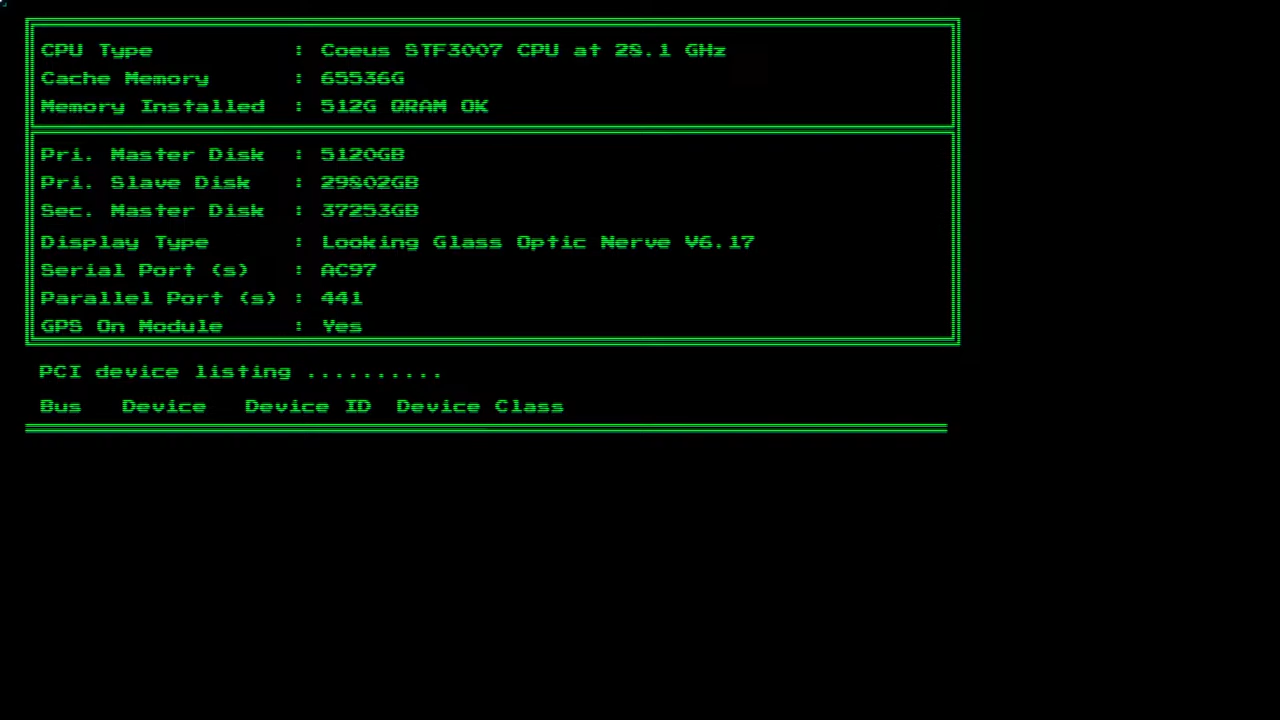 CPU Type : Coeus STF3007 CPU at 28.1 GHz
Cache Memory : 65536G
Memory Installed : 512G QRAM OK
Pri. Master Disk : 5120GB
Pri. Slave Disk : 29802GB
Sec. Master Disk : 37253GB
Display Type : Looking Glass Optic Nerve V6.17
Serial Port (s) : AC97
Parallel Port (s) : 441
GPS On Module : Yes
PCI device listing ..........
Bus Device Device ID Device Class